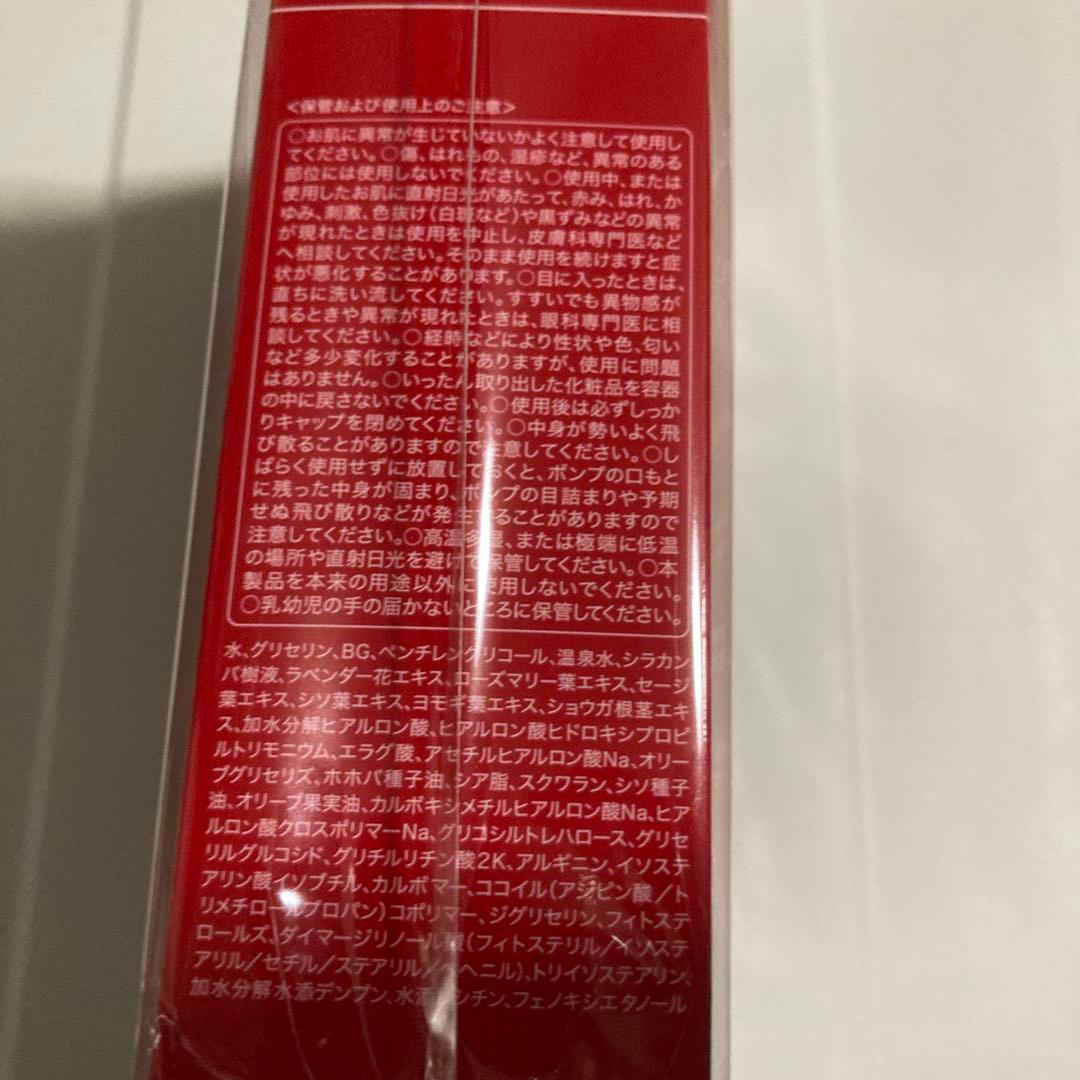 <保管および使用上のご注意>
○お肌に異常が生じていないかよく注意して使用し
てください。○傷、はれもの、湿疹など、異常のある
部位には使用しないでください。○使用中、または
使用したお肌に直射日光があたって、赤み、はれ、か
ゆみ、刺激、色抜け(白斑など)や黒ずみなどの異常
が現れたときは使用を中止し、皮膚科専門医など
へ相談してください。そのまま使用を続けますと症
状が悪化することがあります。○目に入ったときは、
直ちに洗い流してください。すすいでも異物感が
残るときや異常が現れたときは、眼科専門医に相
談してください。○経時などにより性状や色、匂い
など多少変化することがありますが、使用に問題
はありません。○いったん取り出した化粧品を容器
の中に戻さないでください。○使用後は必ずしっか
りキャップを閉めてください。○中身が勢いよく飛
び散ることがありますので注意してください。○し
ばらく使用せずに放置しておくと、ポンプの口もと
に残った中身が固まり、ポンプの目詰まりや予期
せぬ飛び散りなどが発生することがありますので
注意してください。○高温多湿、または極端に低温
の場所や直射日光を避けて保管してください。○本
製品を本来の用途以外に使用しないでください。
○乳幼児の手の届かないところに保管してください。
水、グリセリン、BG、ペンチレングリコール、温泉水、シラカン
バ樹液、ラベンダー花エキス、ローズマリー葉エキス、セージ
葉エキス、シソ葉エキス、ヨモギ葉エキス、ショウガ根茎エキ
ス、加水分解ヒアルロン酸、ヒアルロン酸ヒドロキシプロピ
ルトリモニウム、エラグ酸、アセチルヒアルロン酸Na、オリー
ブグリセリズ、ホホバ種子油、シア脂、スクワラン、シソ種子
油、オリーブ果実油、カルボキシメチルヒアルロン酸Na、ヒア
ルロン酸クロスポリマーNa、グリコシルトレハロース、グリセ
リルグルコシド、グリチルリチン酸2K、アルギニン、イソステ
アリン酸イソブチル、カルボマー、ココイル(アジピン酸/ト
リメチロールプロパン)コポリマー、ジグリセリン、フィトステ
ロールズ、ダイマージリノール酸(フィトステリル/イソステ
アリル/セチル/ステアリル/ベヘニル)、トリイソステアリン、
加水分解水添デンプン、水添レシチン、フェノキシエタノール